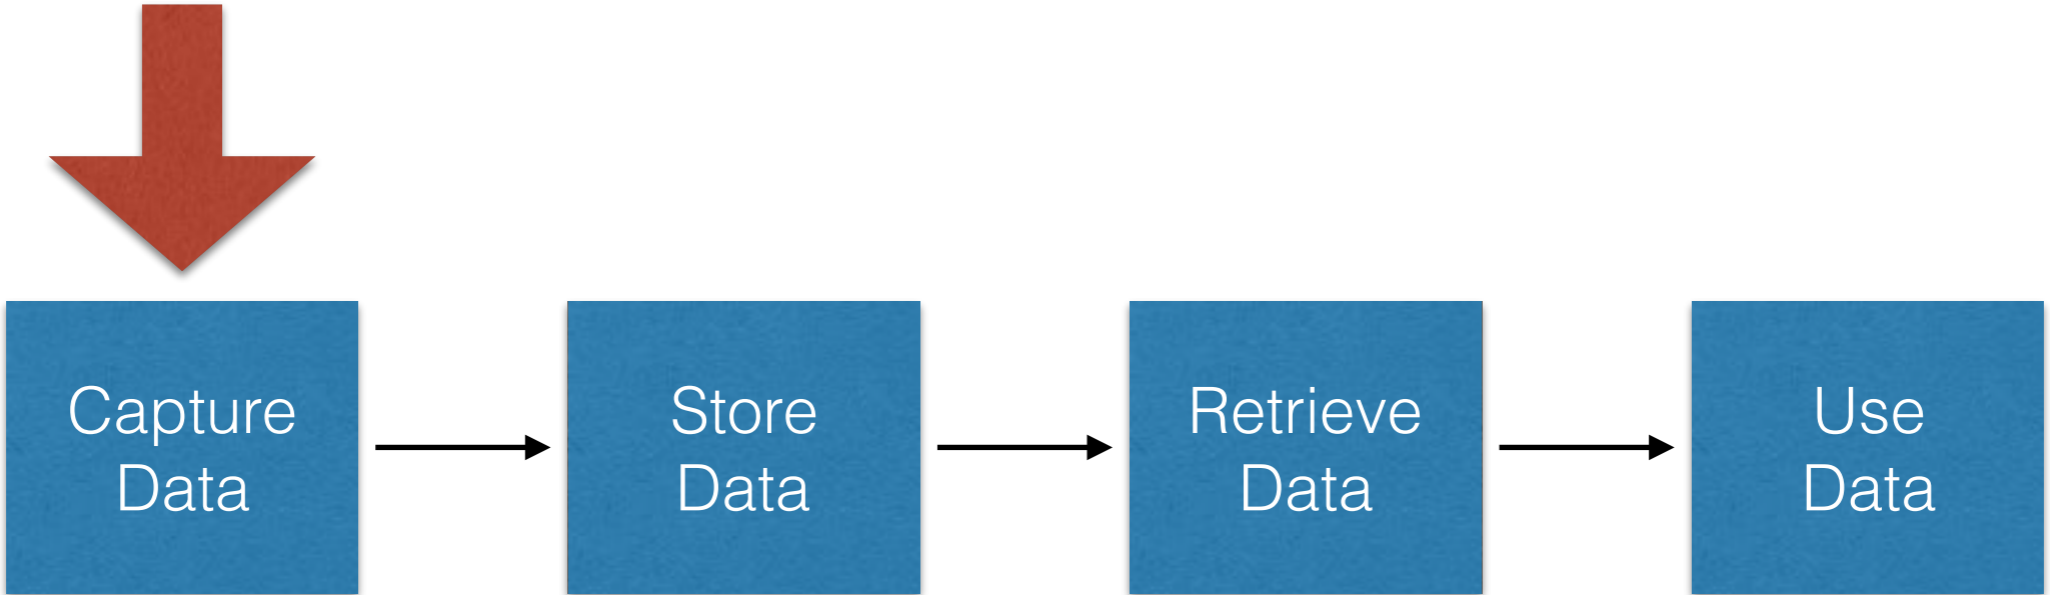 Capture
Data
Store
Data
Retrieve
Data
Use
Data